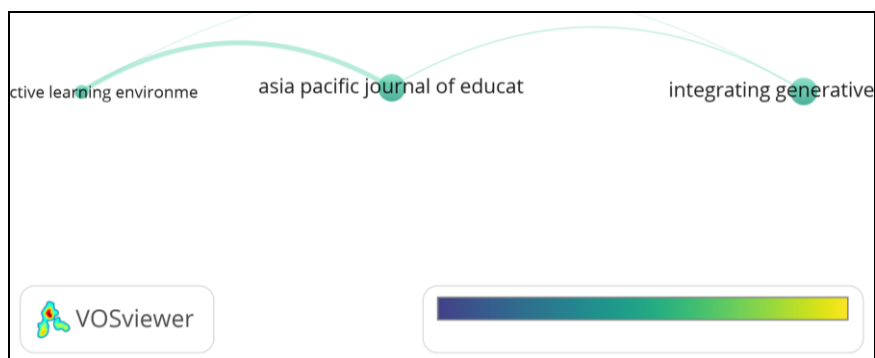 ctive learning environme
asia pacific journal of educat
integrating generative
VOSviewer